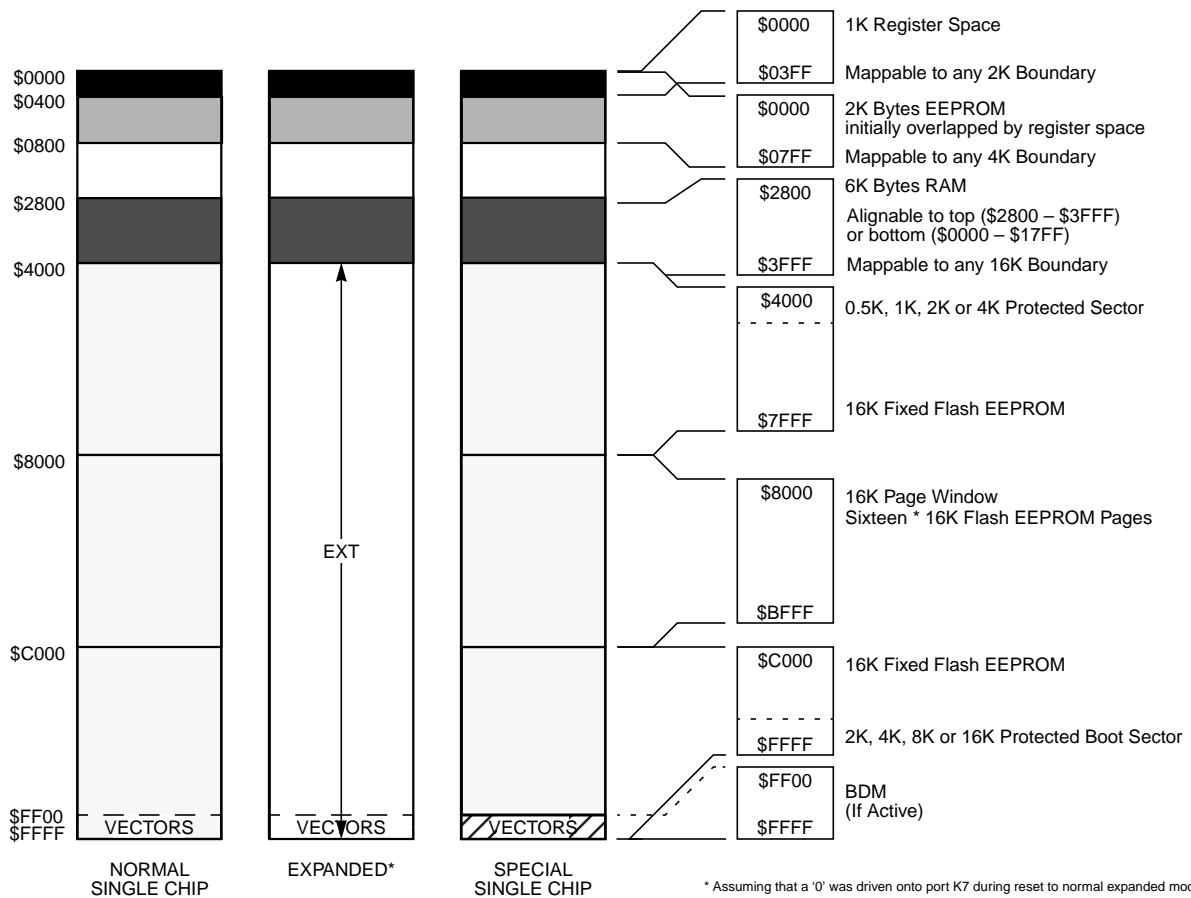 $0000
$0400
$0800
$2800
$4000
$8000
$C000
$FF00
$FFFF
EXT
VECTORS
VECTORS
VECTORS
NORMAL
SINGLE CHIP
EXPANDED*
SPECIAL
SINGLE CHIP
$0000
1K Register Space
$03FF
Mappable to any 2K Boundary
$0000
2K Bytes EEPROM
initially overlapped by register space
$07FF
Mappable to any 4K Boundary
$2800
6K Bytes RAM
Alignable to top ($2800 – $3FFF)
or bottom ($0000 – $17FF)
$3FFF
Mappable to any 16K Boundary
$4000
0.5K, 1K, 2K or 4K Protected Sector
16K Fixed Flash EEPROM
$7FFF
$8000
16K Page Window
Sixteen * 16K Flash EEPROM Pages
$BFFF
$C000
16K Fixed Flash EEPROM
2K, 4K, 8K or 16K Protected Boot Sector
$FFFF
$FF00
BDM
(If Active)
$FFFF
* Assuming that a ‘0’ was driven onto port K7 during reset to normal expanded